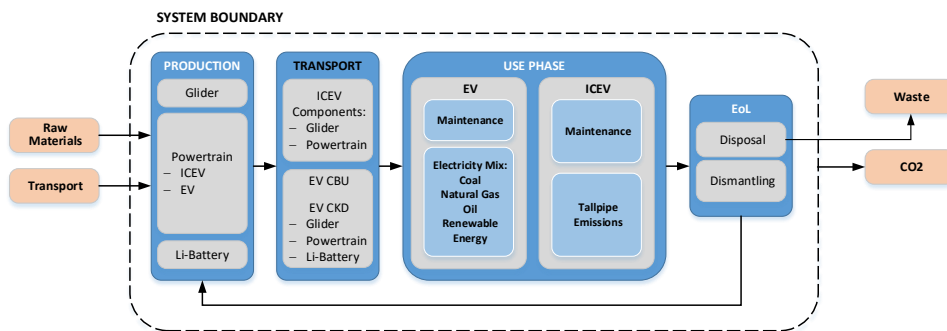 SYSTEM BOUNDARY
Raw
Materials
Transport
PRODUCTION
Glider
Powertrain
– ICEV
– EV
Li-Battery
TRANSPORT
ICEV
Components:
– Glider
– Powertrain
EV CBU
EV CKD
– Glider
– Powertrain
– Li-Battery
USE PHASE
EV
Maintenance
Electricity Mix:
Coal
Natural Gas
Oil
Renewable
Energy
ICEV
Maintenance
Tallpipe
Emissions
EoL
Disposal
Dismantling
Waste
CO2